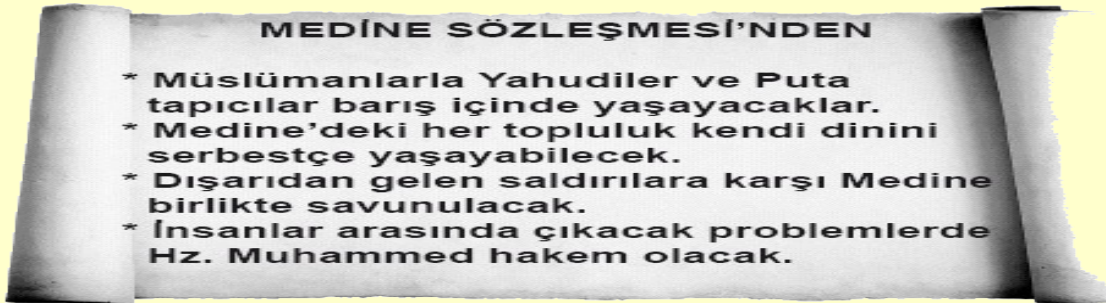 MEDİNE SÖZLEŞMESİ’NDEN
* Müslümanlarla Yahudiler ve Puta
tapıcılar barış içinde yaşayacaklar.
* Medine’deki her topluluk kendi dinini
serbestçe yaşayabilecek.
* Dışarıdan gelen saldırılara karşı Medine
birlikte savunulacak.
* İnsanlar arasında çıkacak problemlerde
Hz. Muhammed hakem olacak.